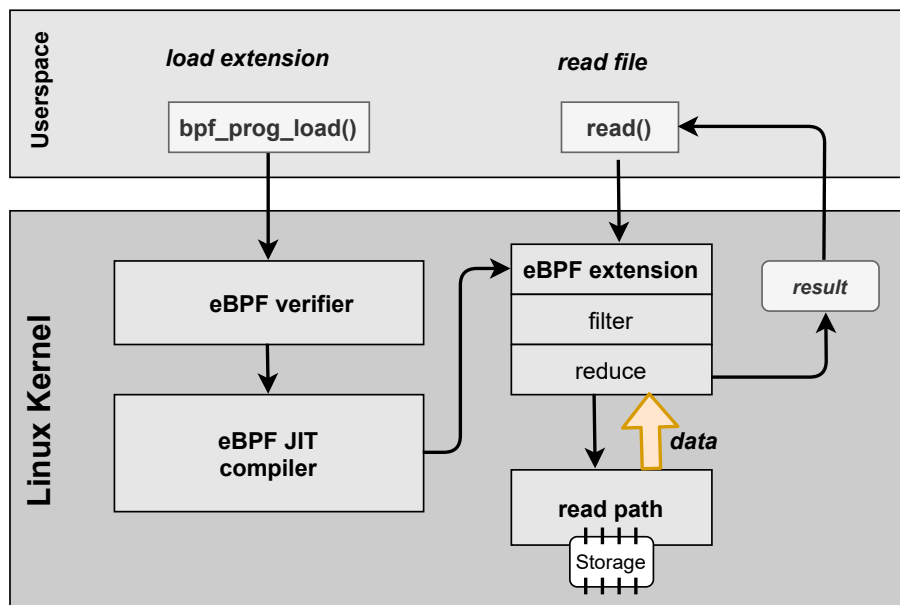 Userspace
load extension
read file
bpf_prog_load()
read()
Linux Kernel
eBPF verifier
eBPF JIT
compiler
eBPF extension
filter
reduce
result
data
read path
Storage